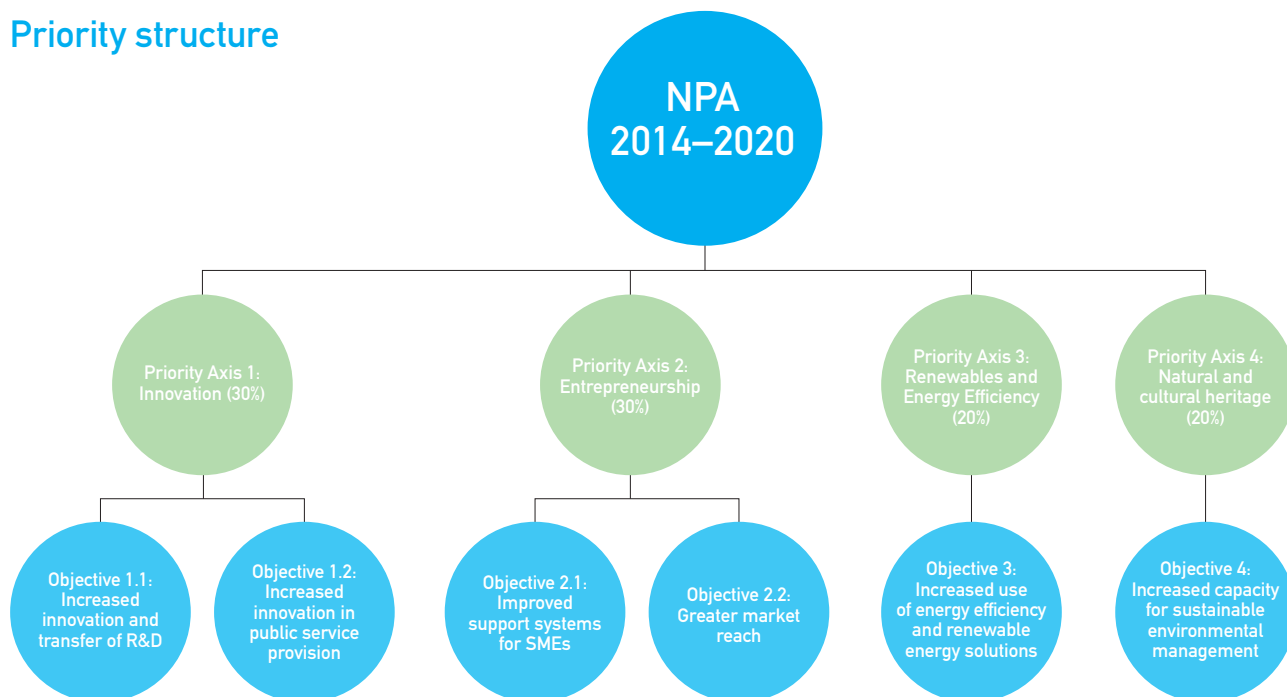 Priority structure
NPA
2014–2020
Priority Axis 1:
Innovation (30%)
Priority Axis 2:
Entrepreneurship
(30%)
Priority Axis 3:
Renewables and
Energy Efficiency
(20%)
Priority Axis 4:
Natural and
cultural heritage
(20%)
Objective 1.1:
Increased
innovation and
transfer of R&D
Objective 1.2:
Increased
innovation in
public service
provision
Objective 2.1:
Improved
support systems
for SMEs
Objective 2.2:
Greater market
reach
Objective 3:
Increased use
of energy efficiency
and renewable
energy solutions
Objective 4:
Increased capacity
for sustainable
environmental
management